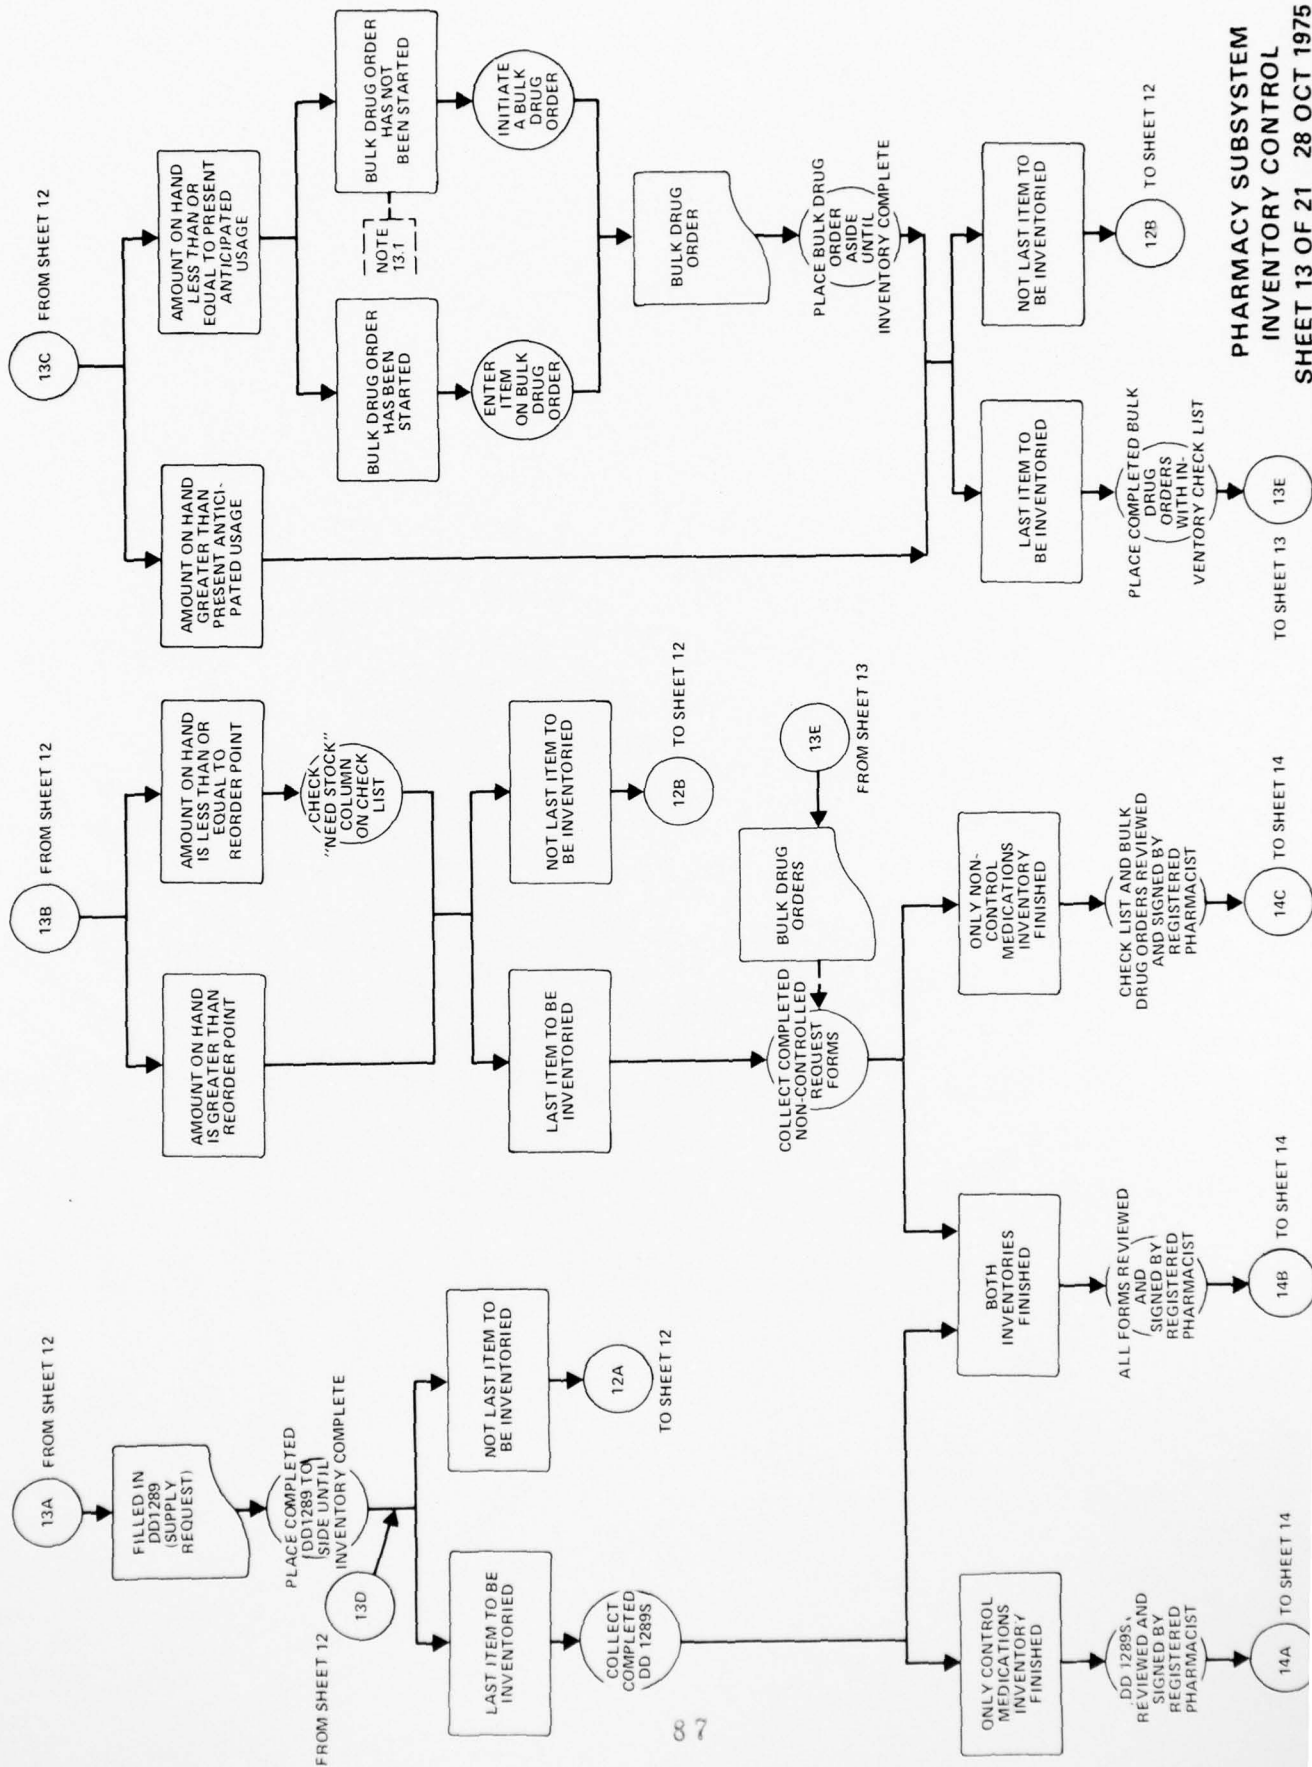 13A
FROM SHEET 12
FILLED IN
DD1289
(SUPPLY
REQUEST)
PLACE COMPLETED
DD1289 TO
SIDE UNTIL
INVENTORY COMPLETE
FROM SHEET 12
13D
LAST ITEM TO BE
INVENTORIED
NOT LAST ITEM TO
BE INVENTORIED
COLLECT
COMPLETED
DD 1289S
12A
TO SHEET 12
ONLY CONTROL
MEDICATIONS
INVENTORY
FINISHED
DD 1289S
REVIEWED AND
SIGNED BY
REGISTERED
PHARMACIST
14A
TO SHEET 14
BOTH
INVENTORIES
FINISHED
ALL FORMS REVIEWED
AND
SIGNED BY
REGISTERED
PHARMACIST
14B
TO SHEET 14
13B
FROM SHEET 12
AMOUNT ON HAND
IS GREATER THAN
REORDER POINT
AMOUNT ON HAND
IS LESS THAN OR
EQUAL TO
REORDER POINT
CHECK
"NEED STOCK"
COLUMN
ON CHECK
LIST
LAST ITEM TO BE
INVENTORIED
NOT LAST ITEM TO
BE INVENTORIED
12B
TO SHEET 12
COLLECT COMPLETED
NON-CONTROLLED
REQUEST
FORMS
BULK DRUG
ORDERS
13E
FROM SHEET 13
ONLY NON-
CONTROL
MEDICATIONS
INVENTORY
FINISHED
CHECK LIST AND BULK
DRUG ORDERS REVIEWED
AND SIGNED BY
REGISTERED
PHARMACIST
14C
TO SHEET 14
13C
FROM SHEET 12
AMOUNT ON HAND
GREATER THAN
PRESENT ANTICI-
PATED USAGE
AMOUNT ON HAND
LESS THAN OR
EQUAL TO PRESENT
ANTICIPATED
USAGE
BULK DRUG ORDER
HAS BEEN
STARTED
NOTE
13.1
BULK DRUG ORDER
HAS NOT
BEEN STARTED
ENTER
ITEM
ON BULK
DRUG
ORDER
INITIATE
A BULK
DRUG
ORDER
BULK DRUG
ORDER
PLACE BULK DRUG
ORDER
ASIDE
UNTIL
INVENTORY COMPLETE
LAST ITEM TO
BE INVENTORIED
NOT LAST ITEM TO
BE INVENTORIED
PLACE COMPLETED BULK
DRUG
ORDERS
WITH IN-
VENTORY CHECK LIST
TO SHEET 13
13E
12B
TO SHEET 12
PHARMACY SUBSYSTEM
INVENTORY CONTROL
SHEET 13 OF 21 28 OCT 1975
87